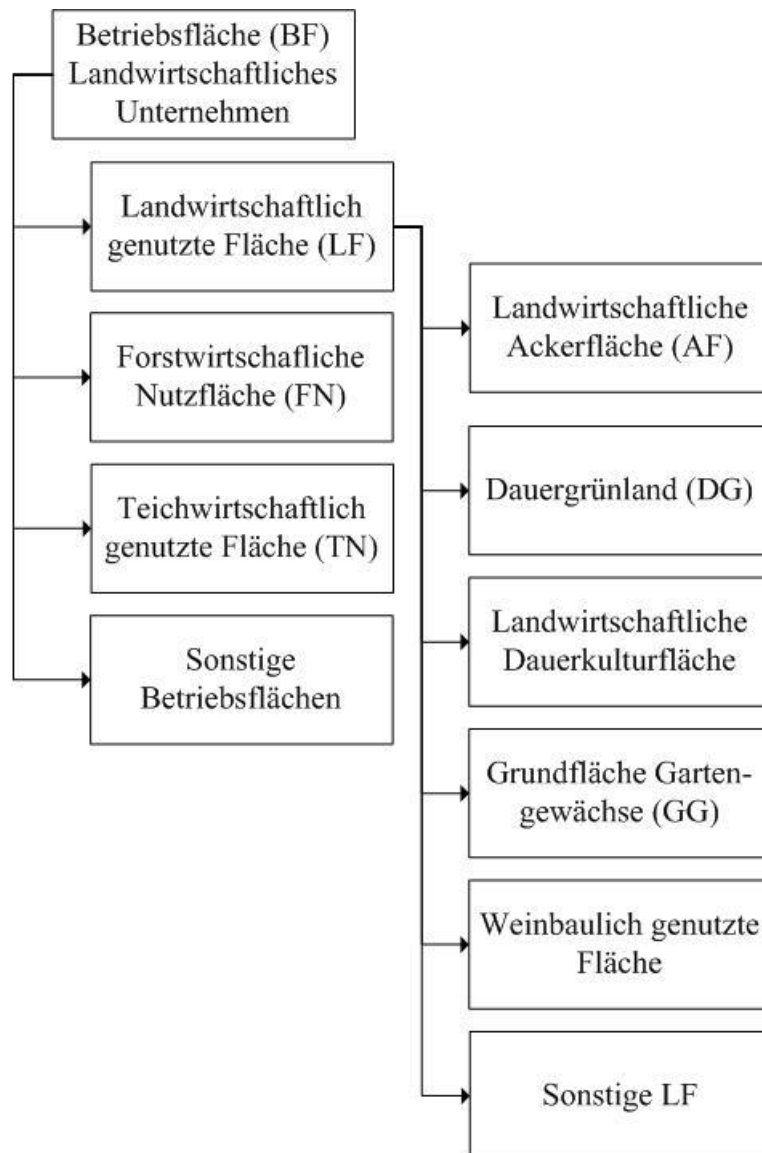 Betriebsfläche (BF)
Landwirtschaftliches
Unternehmen
Landwirtschaftlich
genutzte Fläche (LF)
Forstwirtschafliche
Nutzfläche (FN)
Teichwirtschaftlich
genutzte Fläche (TN)
Sonstige
Betriebsflächen
Landwirtschaftliche
Ackerfläche (AF)
Dauergrünland (DG)
Landwirtschaftliche
Dauerkulturfläche
Grundfläche Garten-
gewächse (GG)
Weinbaulich genutzte
Fläche
Sonstige LF